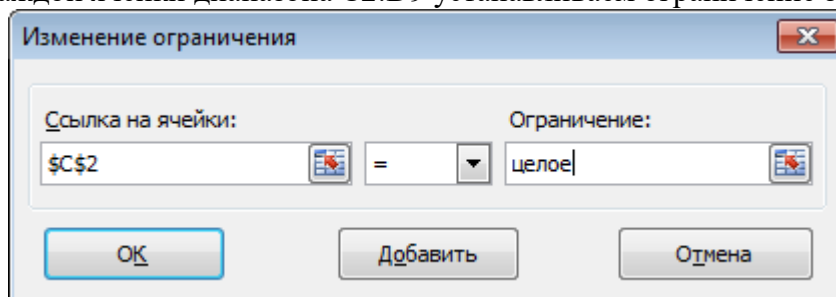 Изменение ограничения
Ссылка на ячейки:
Ограничение:
$C$2
=
целое
ОК
Добавить
Отмена